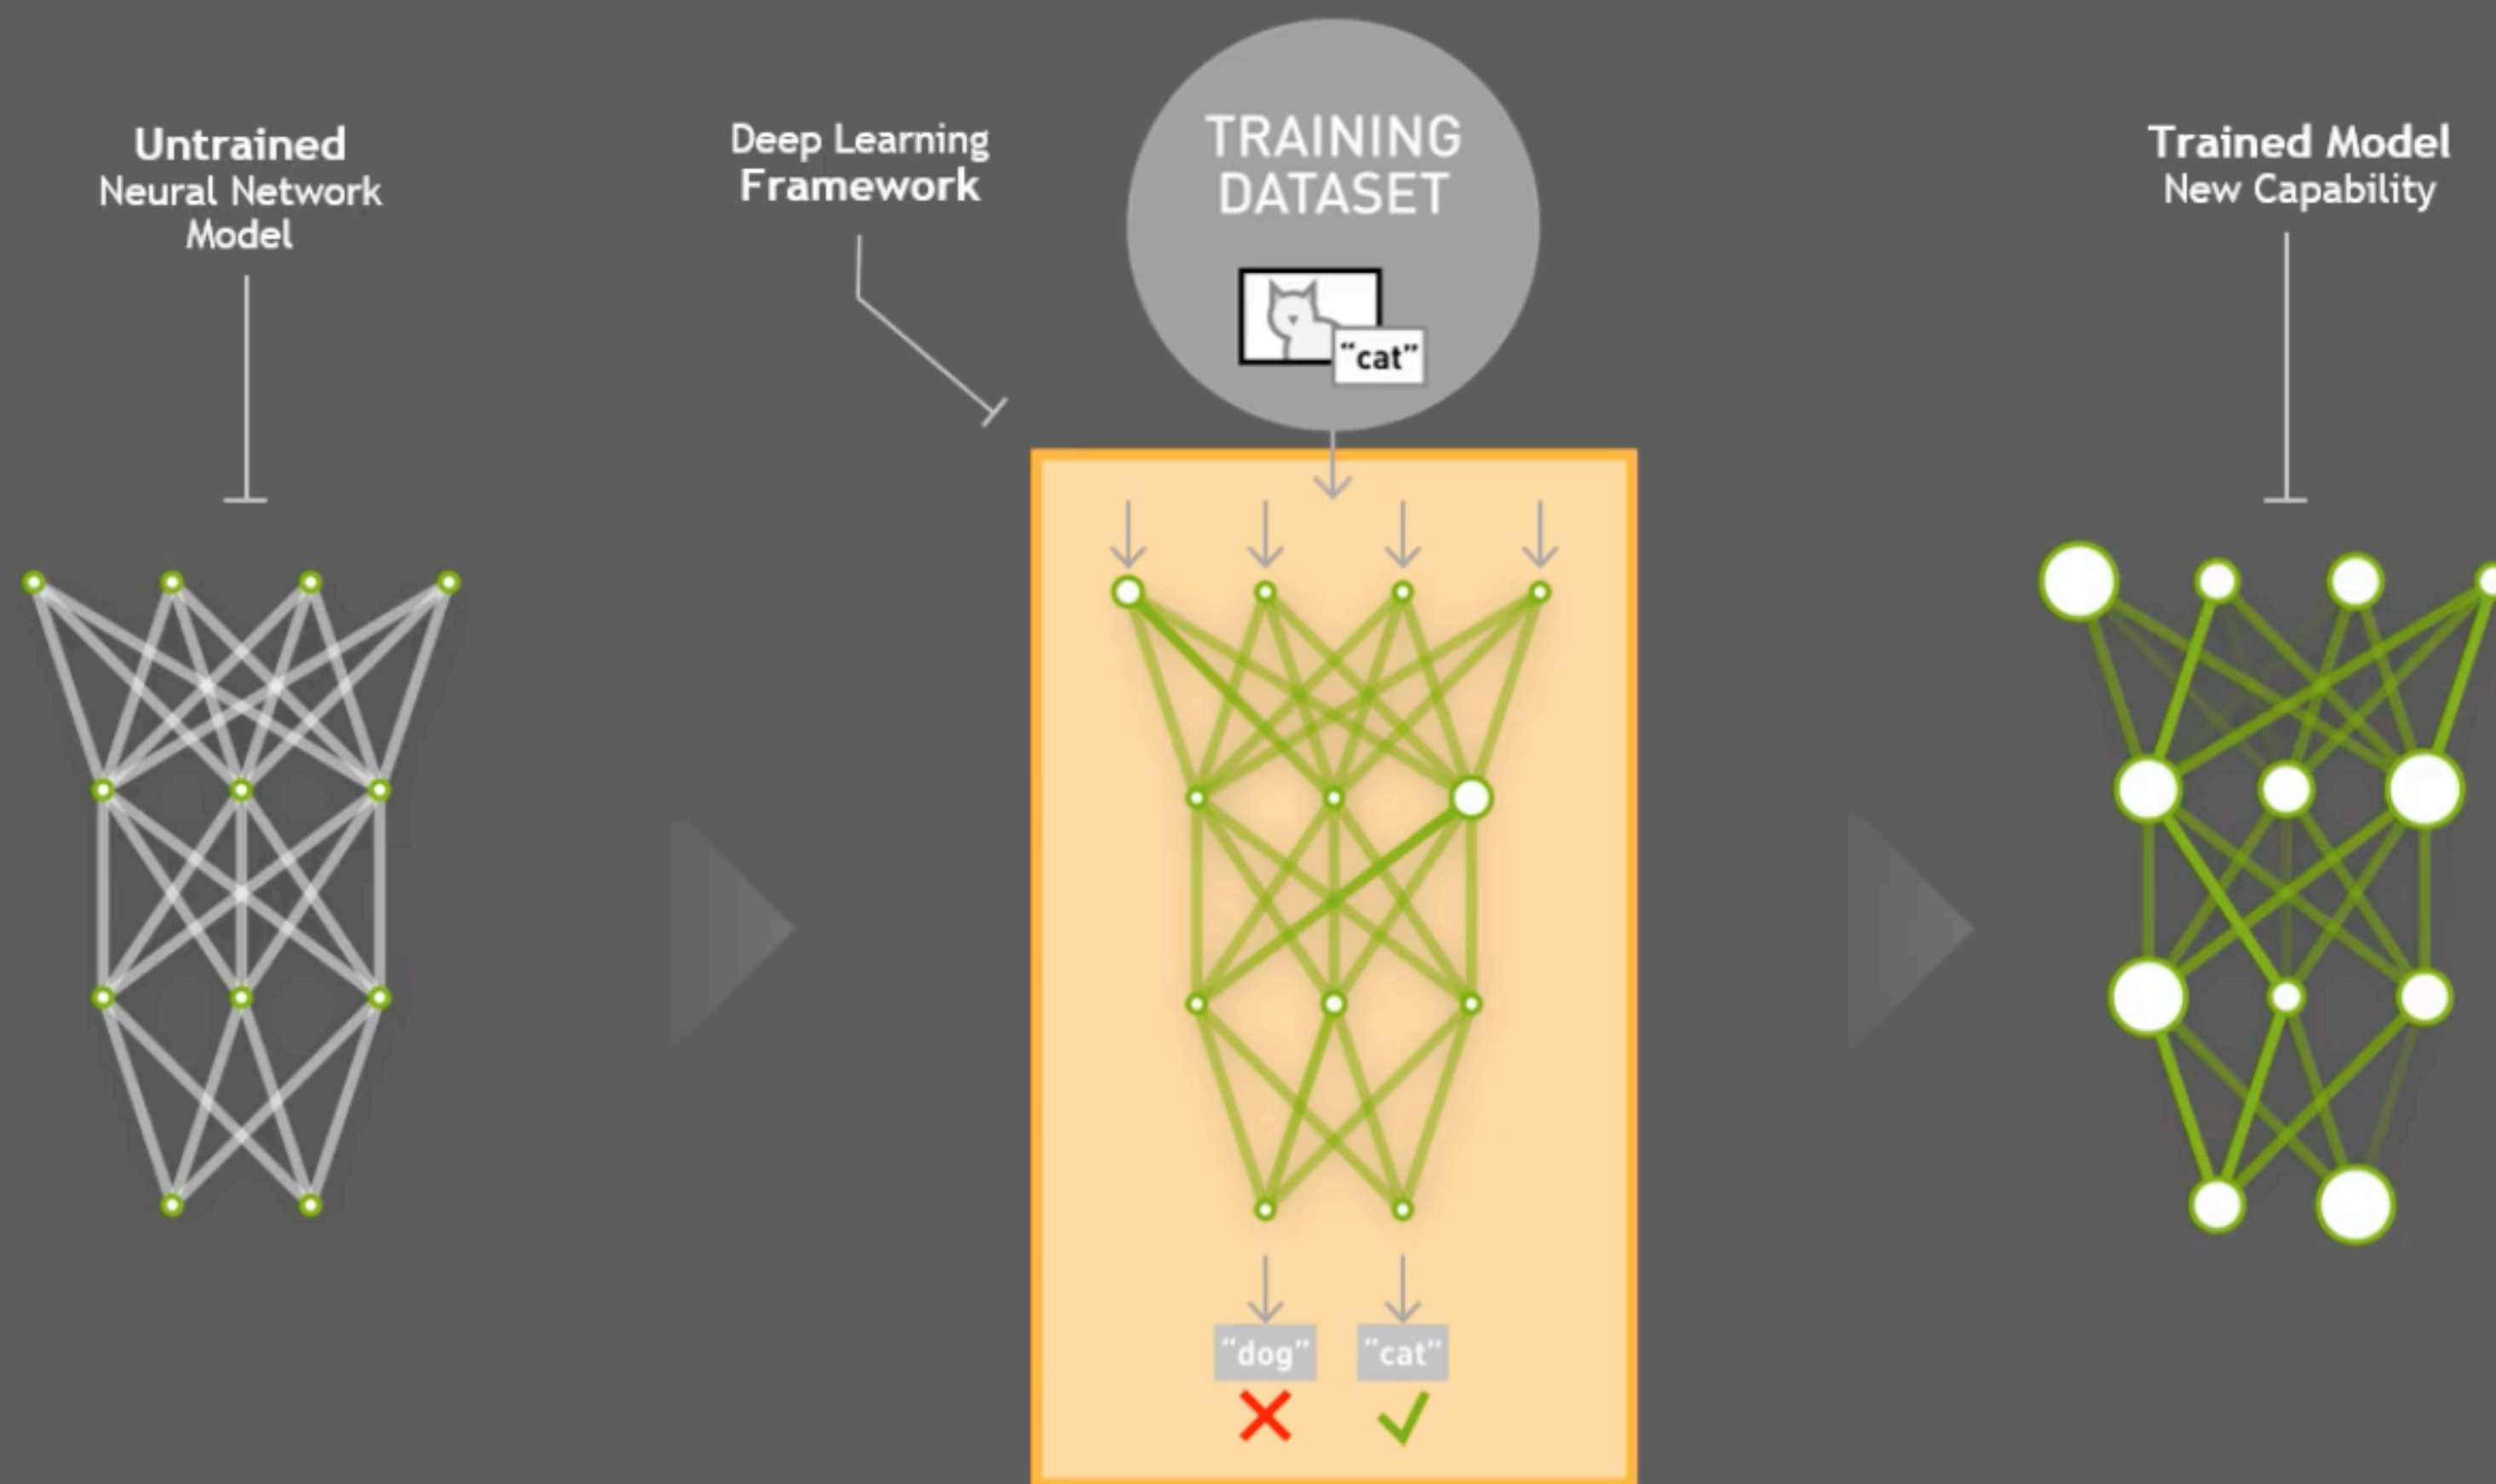 Untrained
Neural Network
Model
Deep Learning
Framework
TRAINING
DATASET
“cat”
Trained Model
New Capability
“dog”
“cat”